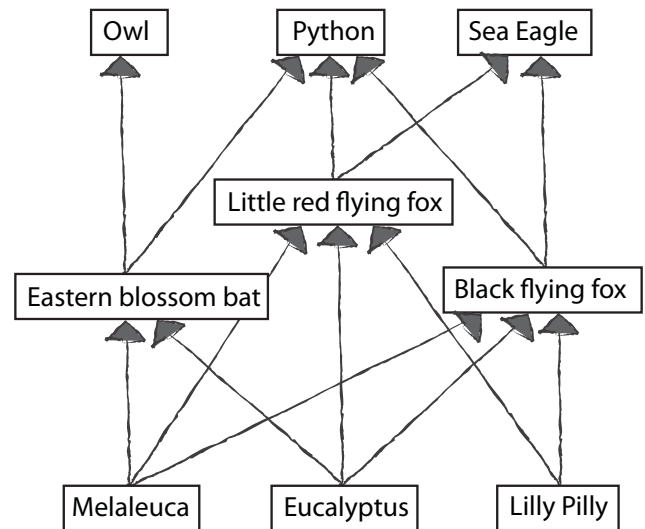 Owl
Python
Sea Eagle
Little red flying fox
Eastern blossom bat
Black flying fox
Melaleuca
Eucalyptus
Lilly Pilly